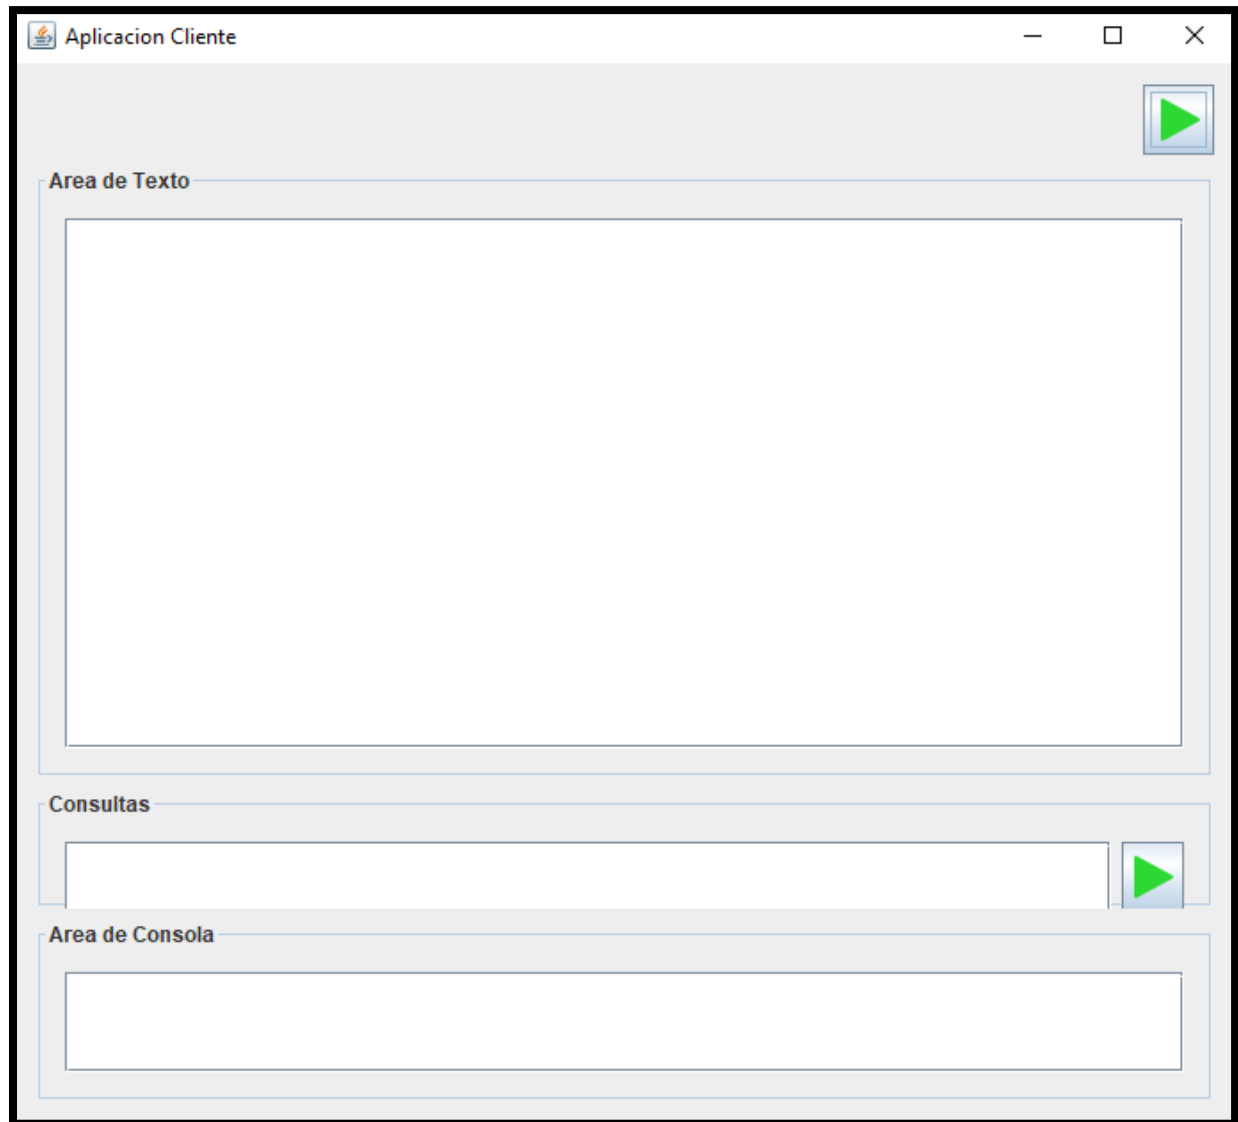 Aplicacion Cliente
Area de Texto
Consultas
Area de Consola